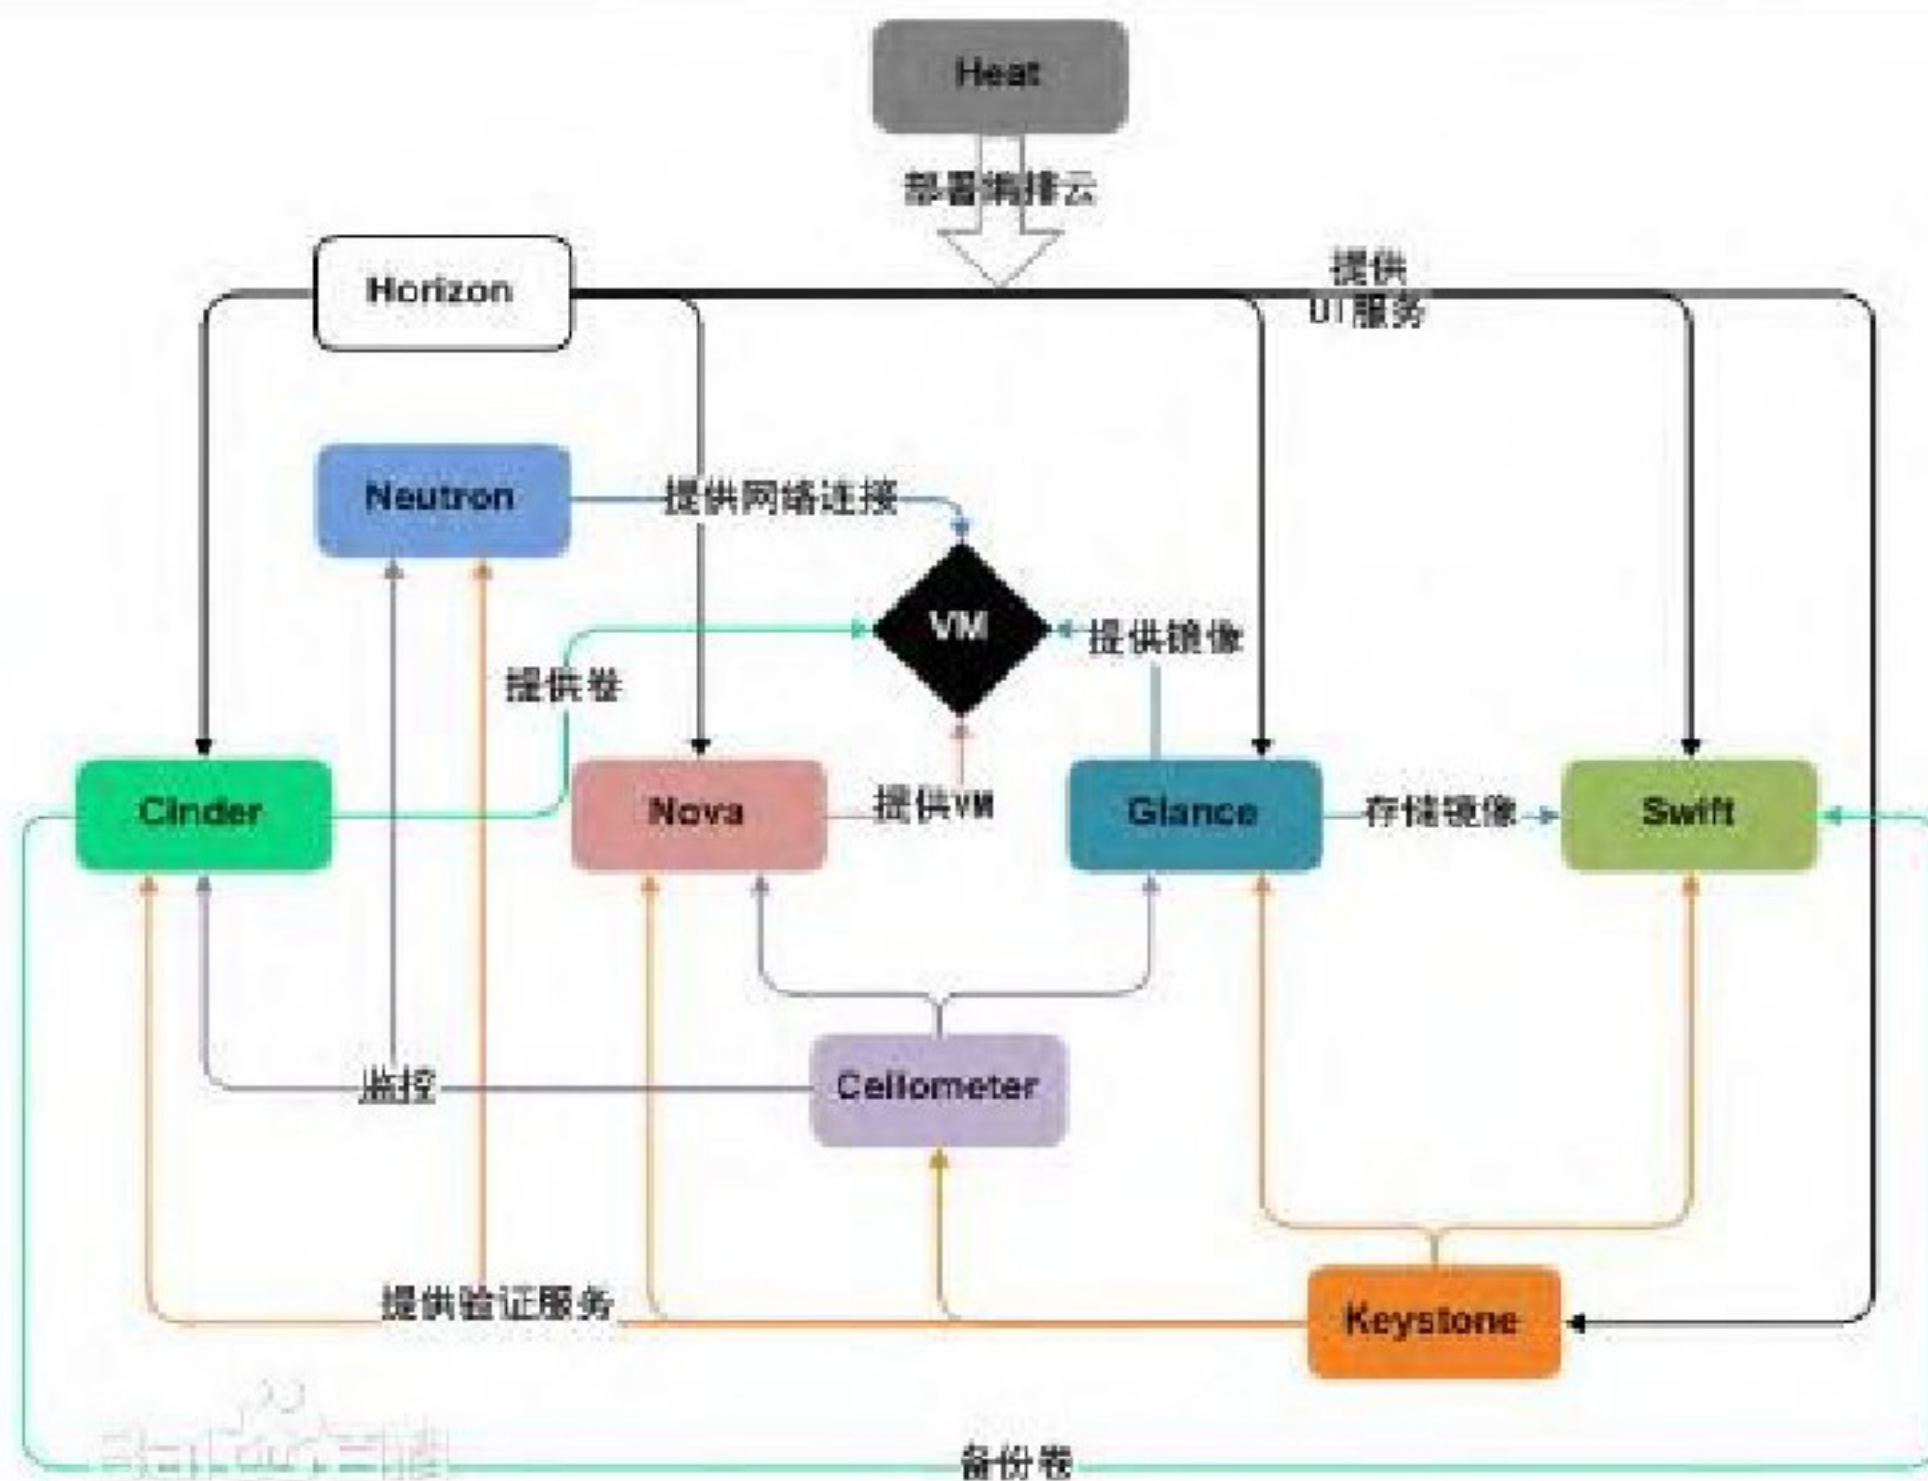 Heat
部署编排云
Horizon
提供
UI服务
Neutron
提供网络连接
VM
提供镜像
提供卷
Cinder
Nova
提供VM
Glance
存储镜像
Swift
监控
Ceilometer
提供验证服务
Keystone
备份卷